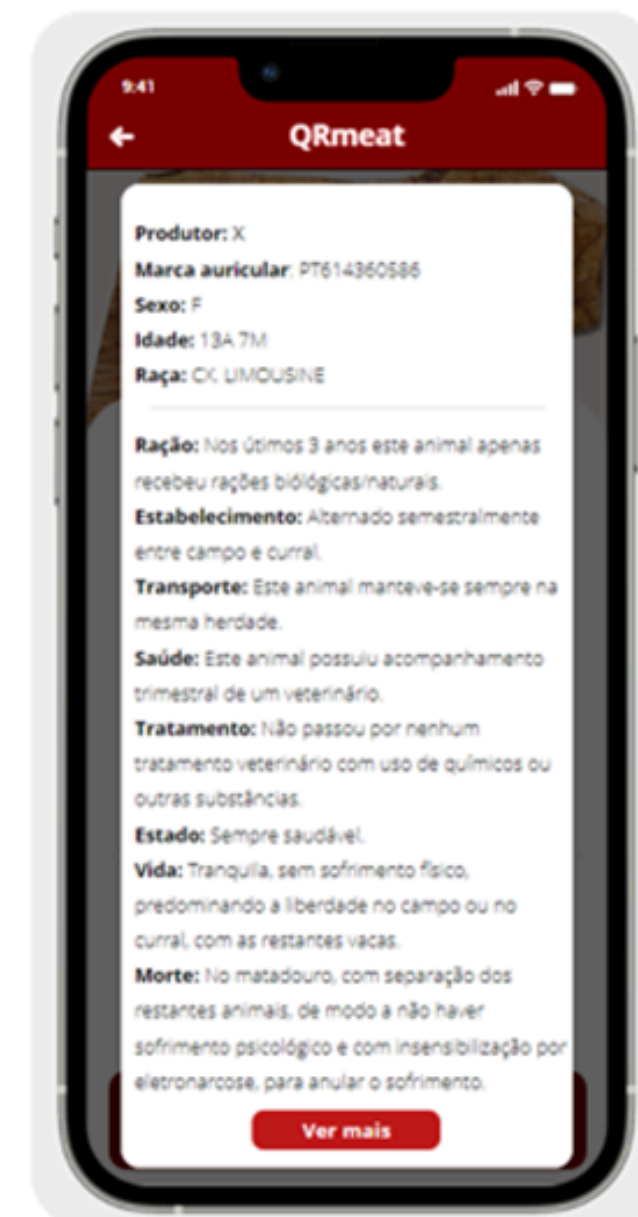 9:41
QRmeat
Produtor: X
Marca auricular: PT614360586
Sexo: F
Idade: 13A 7M
Raça: CX. LIMOUSINE
Ração: Nos útimos 3 anos este animal apenas
recebeu rações biológicas/naturais.
Estabelecimento: Alternado semestralmente
entre campo e curral.
Transporte: Este animal manteve-se sempre na
mesma herdade.
Saúde: Este animal possuiu acompanhamento
trimestral de um veterinário.
Tratamento: Não passou por nenhum
tratamento veterinário com uso de químicos ou
outras substâncias.
Estado: Sempre saudável.
Vida: Tranquila, sem sofrimento físico,
predominando a liberdade no campo ou no
curral, com as restantes vacas.
Morte: No matadouro, com separação dos
restantes animais, de modo a não haver
sofrimento psicológico e com insensibilização por
eletronarcose, para anular o sofrimento.
Ver mais